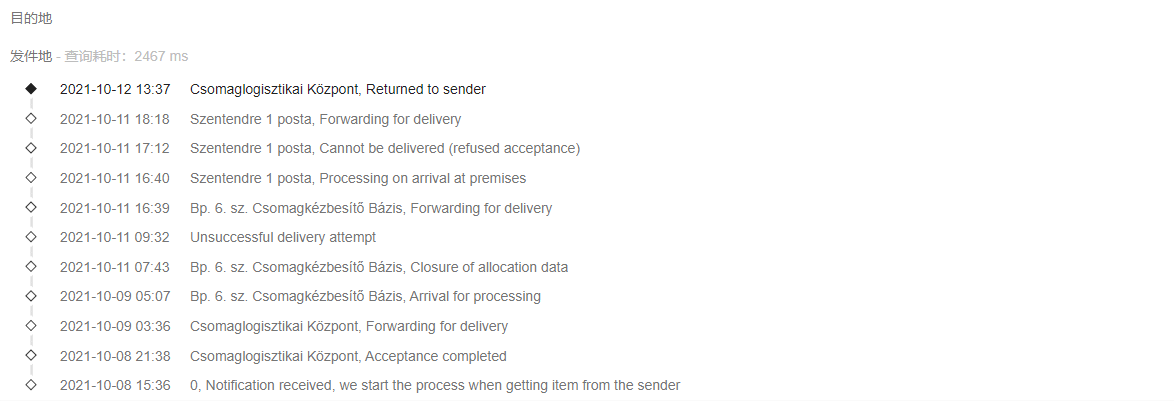 目的地
发件地 - 查询耗时：2467 ms
2021-10-12 13:37 Csomaglogisztikai Központ, Returned to sender
2021-10-11 18:18 Szentendre 1 posta, Forwarding for delivery
2021-10-11 17:12 Szentendre 1 posta, Cannot be delivered (refused acceptance)
2021-10-11 16:40 Szentendre 1 posta, Processing on arrival at premises
2021-10-11 16:39 Bp. 6. sz. Csomagkézbesítő Bázis, Forwarding for delivery
2021-10-11 09:32 Unsuccessful delivery attempt
2021-10-11 07:43 Bp. 6. sz. Csomagkézbesítő Bázis, Closure of allocation data
2021-10-09 05:07 Bp. 6. sz. Csomagkézbesítő Bázis, Arrival for processing
2021-10-09 03:36 Csomaglogisztikai Központ, Forwarding for delivery
2021-10-08 21:38 Csomaglogisztikai Központ, Acceptance completed
2021-10-08 15:36 0, Notification received, we start the process when getting item from the sender